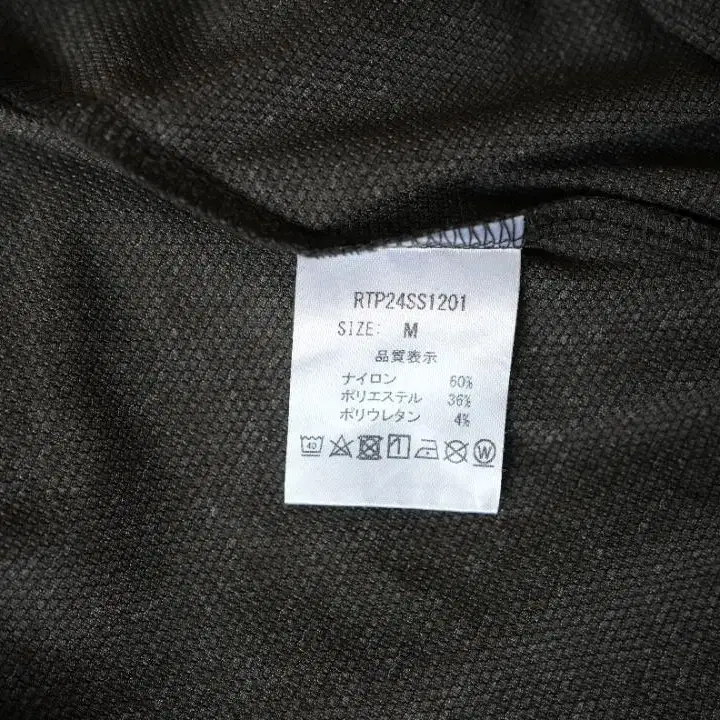 RTP24SS1201
SIZE: M
品質表示
ナイロン 60%
ポリエステル 36%
ポリウレタン 4%
40 W